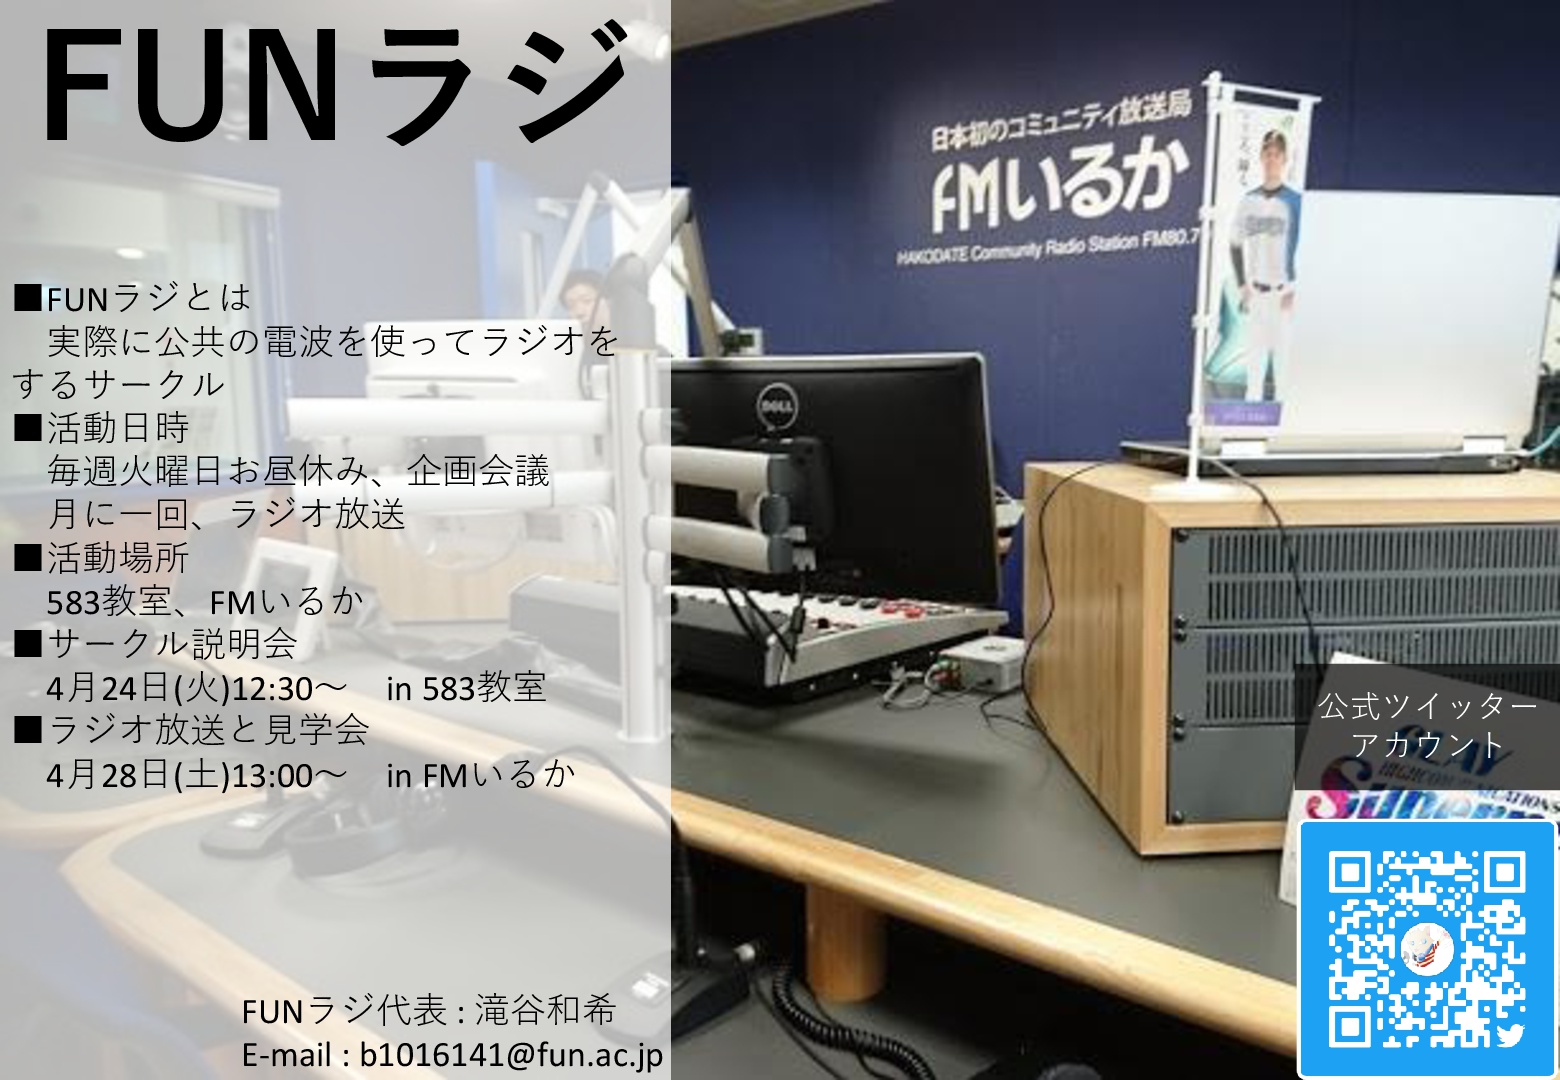 FUNラジ
■FUNラジとは
実際に公共の電波を使ってラジオを
するサークル
■活動日時
毎週火曜日お昼休み、企画会議
月に一回、ラジオ放送
■活動場所
583教室、FMいるか
■サークル説明会
4月24日(火)12:30～　in 583教室
■ラジオ放送と見学会
4月28日(土)13:00～　in FMいるか
FUNラジ代表 : 滝谷和希
E-mail : b1016141@fun.ac.jp
日本初のコミュニティ放送局
FMいるか
HAKODATE Community Radio Station FM80.7
DELL
公式ツイッター
アカウント
GLAY